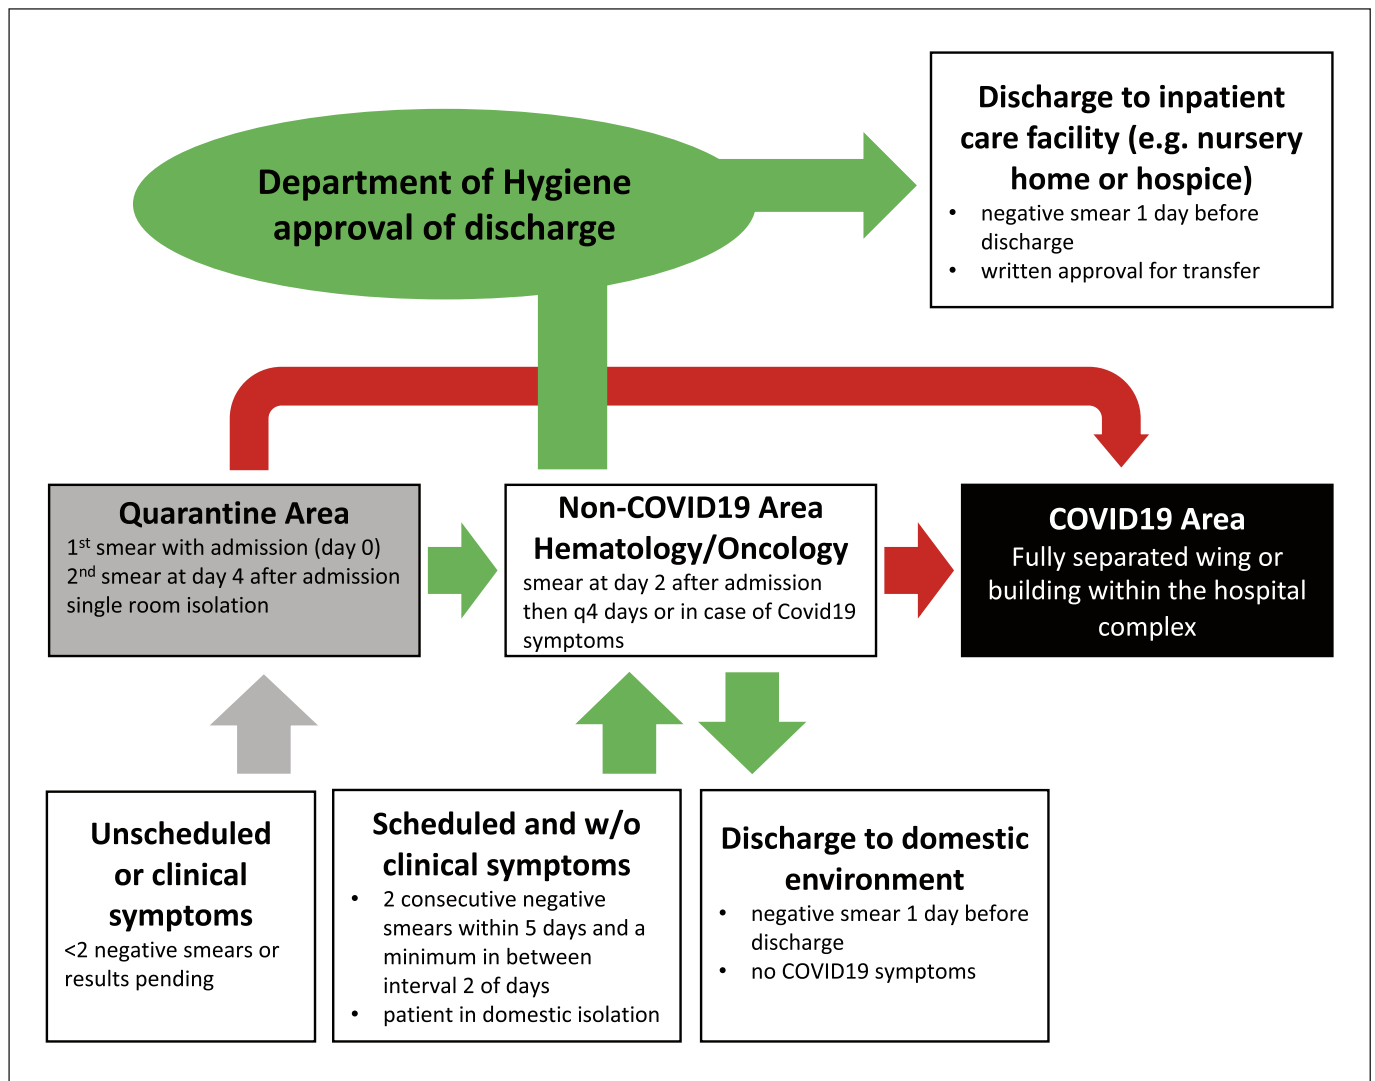 Discharge to inpatient
care facility (e.g. nursery
home or hospice)
• negative smear 1 day before
discharge
• written approval for transfer
Department of Hygiene
approval of discharge
Quarantine Area
1st smear with admission (day 0)
2nd smear at day 4 after admission
single room isolation
Non-COVID19 Area
Hematology/Oncology
smear at day 2 after admission
then q4 days or in case of Covid19
symptoms
COVID19 Area
Fully separated wing or
building within the hospital
complex
Unscheduled
or clinical
symptoms
<2 negative smears or
results pending
Scheduled and w/o
clinical symptoms
• 2 consecutive negative
smears within 5 days and a
minimum in between
interval 2 of days
• patient in domestic isolation
Discharge to domestic
environment
• negative smear 1 day before
discharge
• no COVID19 symptoms